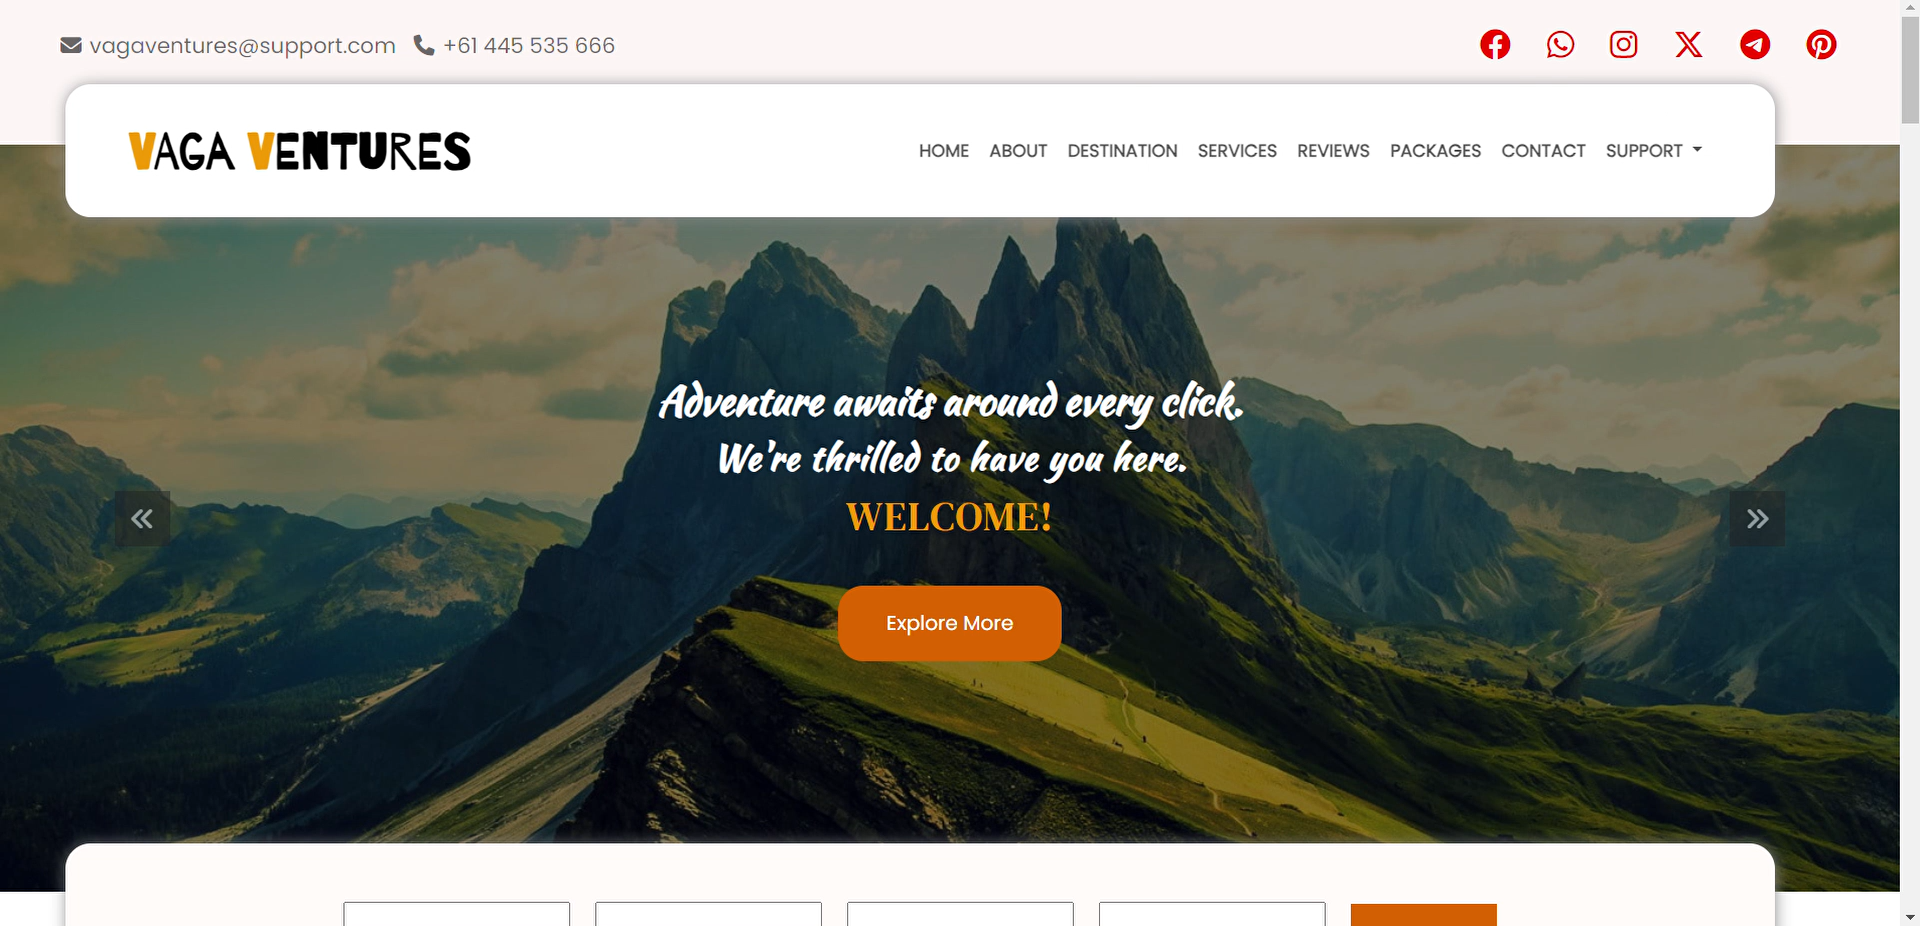 vagaventures@support.com +61 445 535 666
VAGA VENTURES
HOME ABOUT DESTINATION SERVICES REVIEWS PACKAGES CONTACT SUPPORT
Adventure awaits around every click.
We're thrilled to have you here.
WELCOME!
Explore More